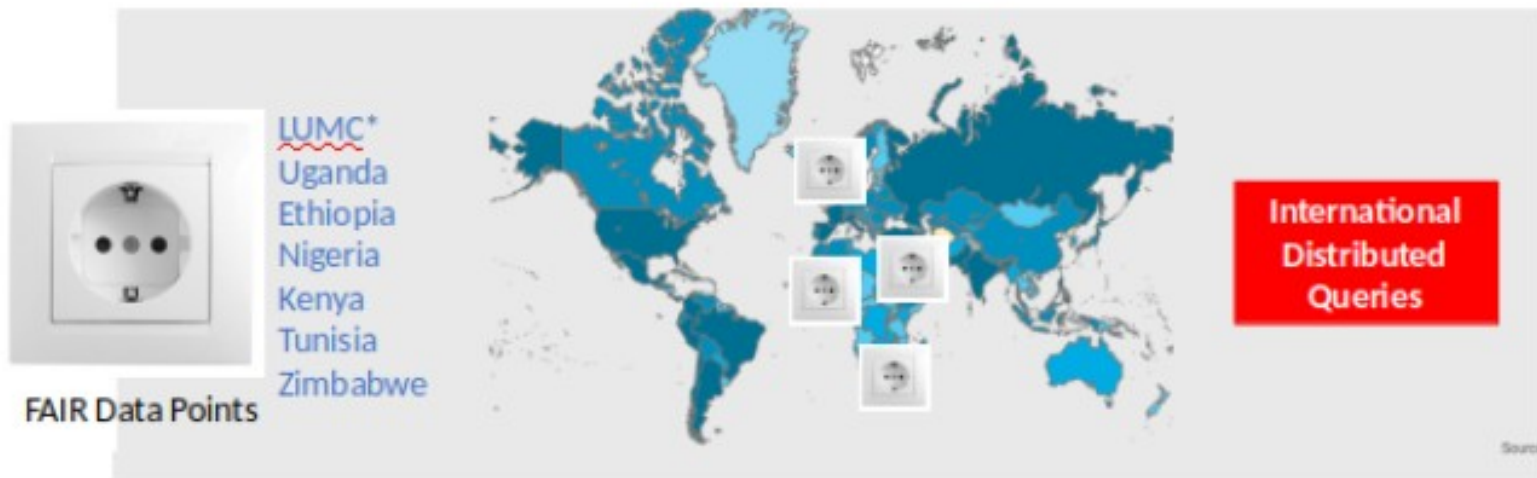 LUMC*
Uganda
Ethiopia
Nigeria
Kenya
Tunisia
Zimbabwe
FAIR Data Points
International
Distributed
Queries